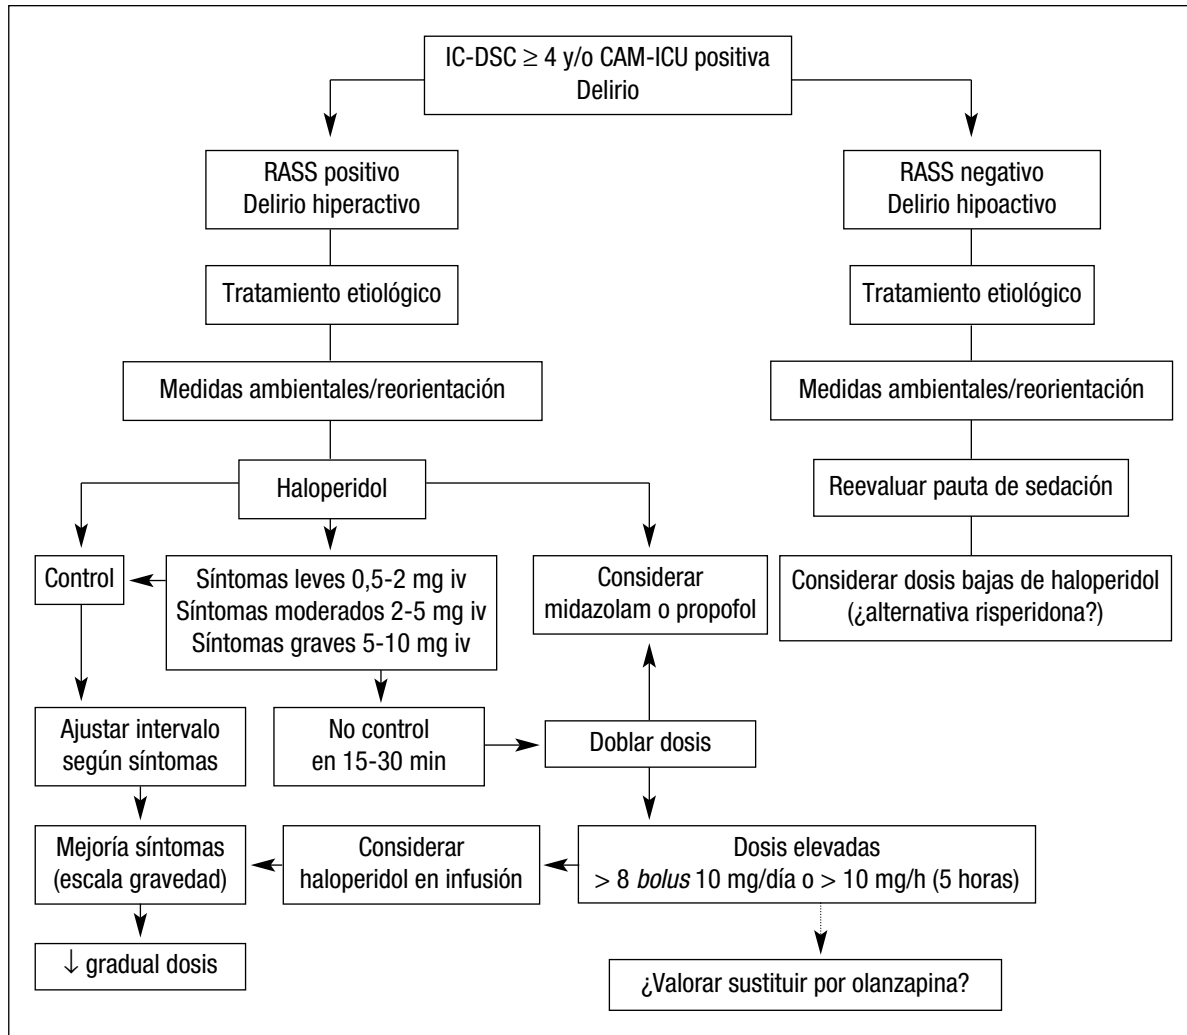 IC-DSC ≥ 4 y/o CAM-ICU positiva
Delirio
RASS positivo
Delirio hiperactivo
RASS negativo
Delirio hipoactivo
Tratamiento etiológico
Tratamiento etiológico
Medidas ambientales/reorientación
Medidas ambientales/reorientación
Haloperidol
Reevaluar pauta de sedación
Control
Síntomas leves 0,5-2 mg iv
Síntomas moderados 2-5 mg iv
Síntomas graves 5-10 mg iv
Considerar
midazolam o propofol
Considerar dosis bajas de haloperidol
(¿alternativa risperidona?)
Ajustar intervalo
según síntomas
No control
en 15-30 min
Doblar dosis
Mejoría síntomas
(escala gravedad)
Considerar
haloperidol en infusión
Dosis elevadas
> 8 bolus 10 mg/día o > 10 mg/h (5 horas)
↓ gradual dosis
¿Valorar sustituir por olanzapina?